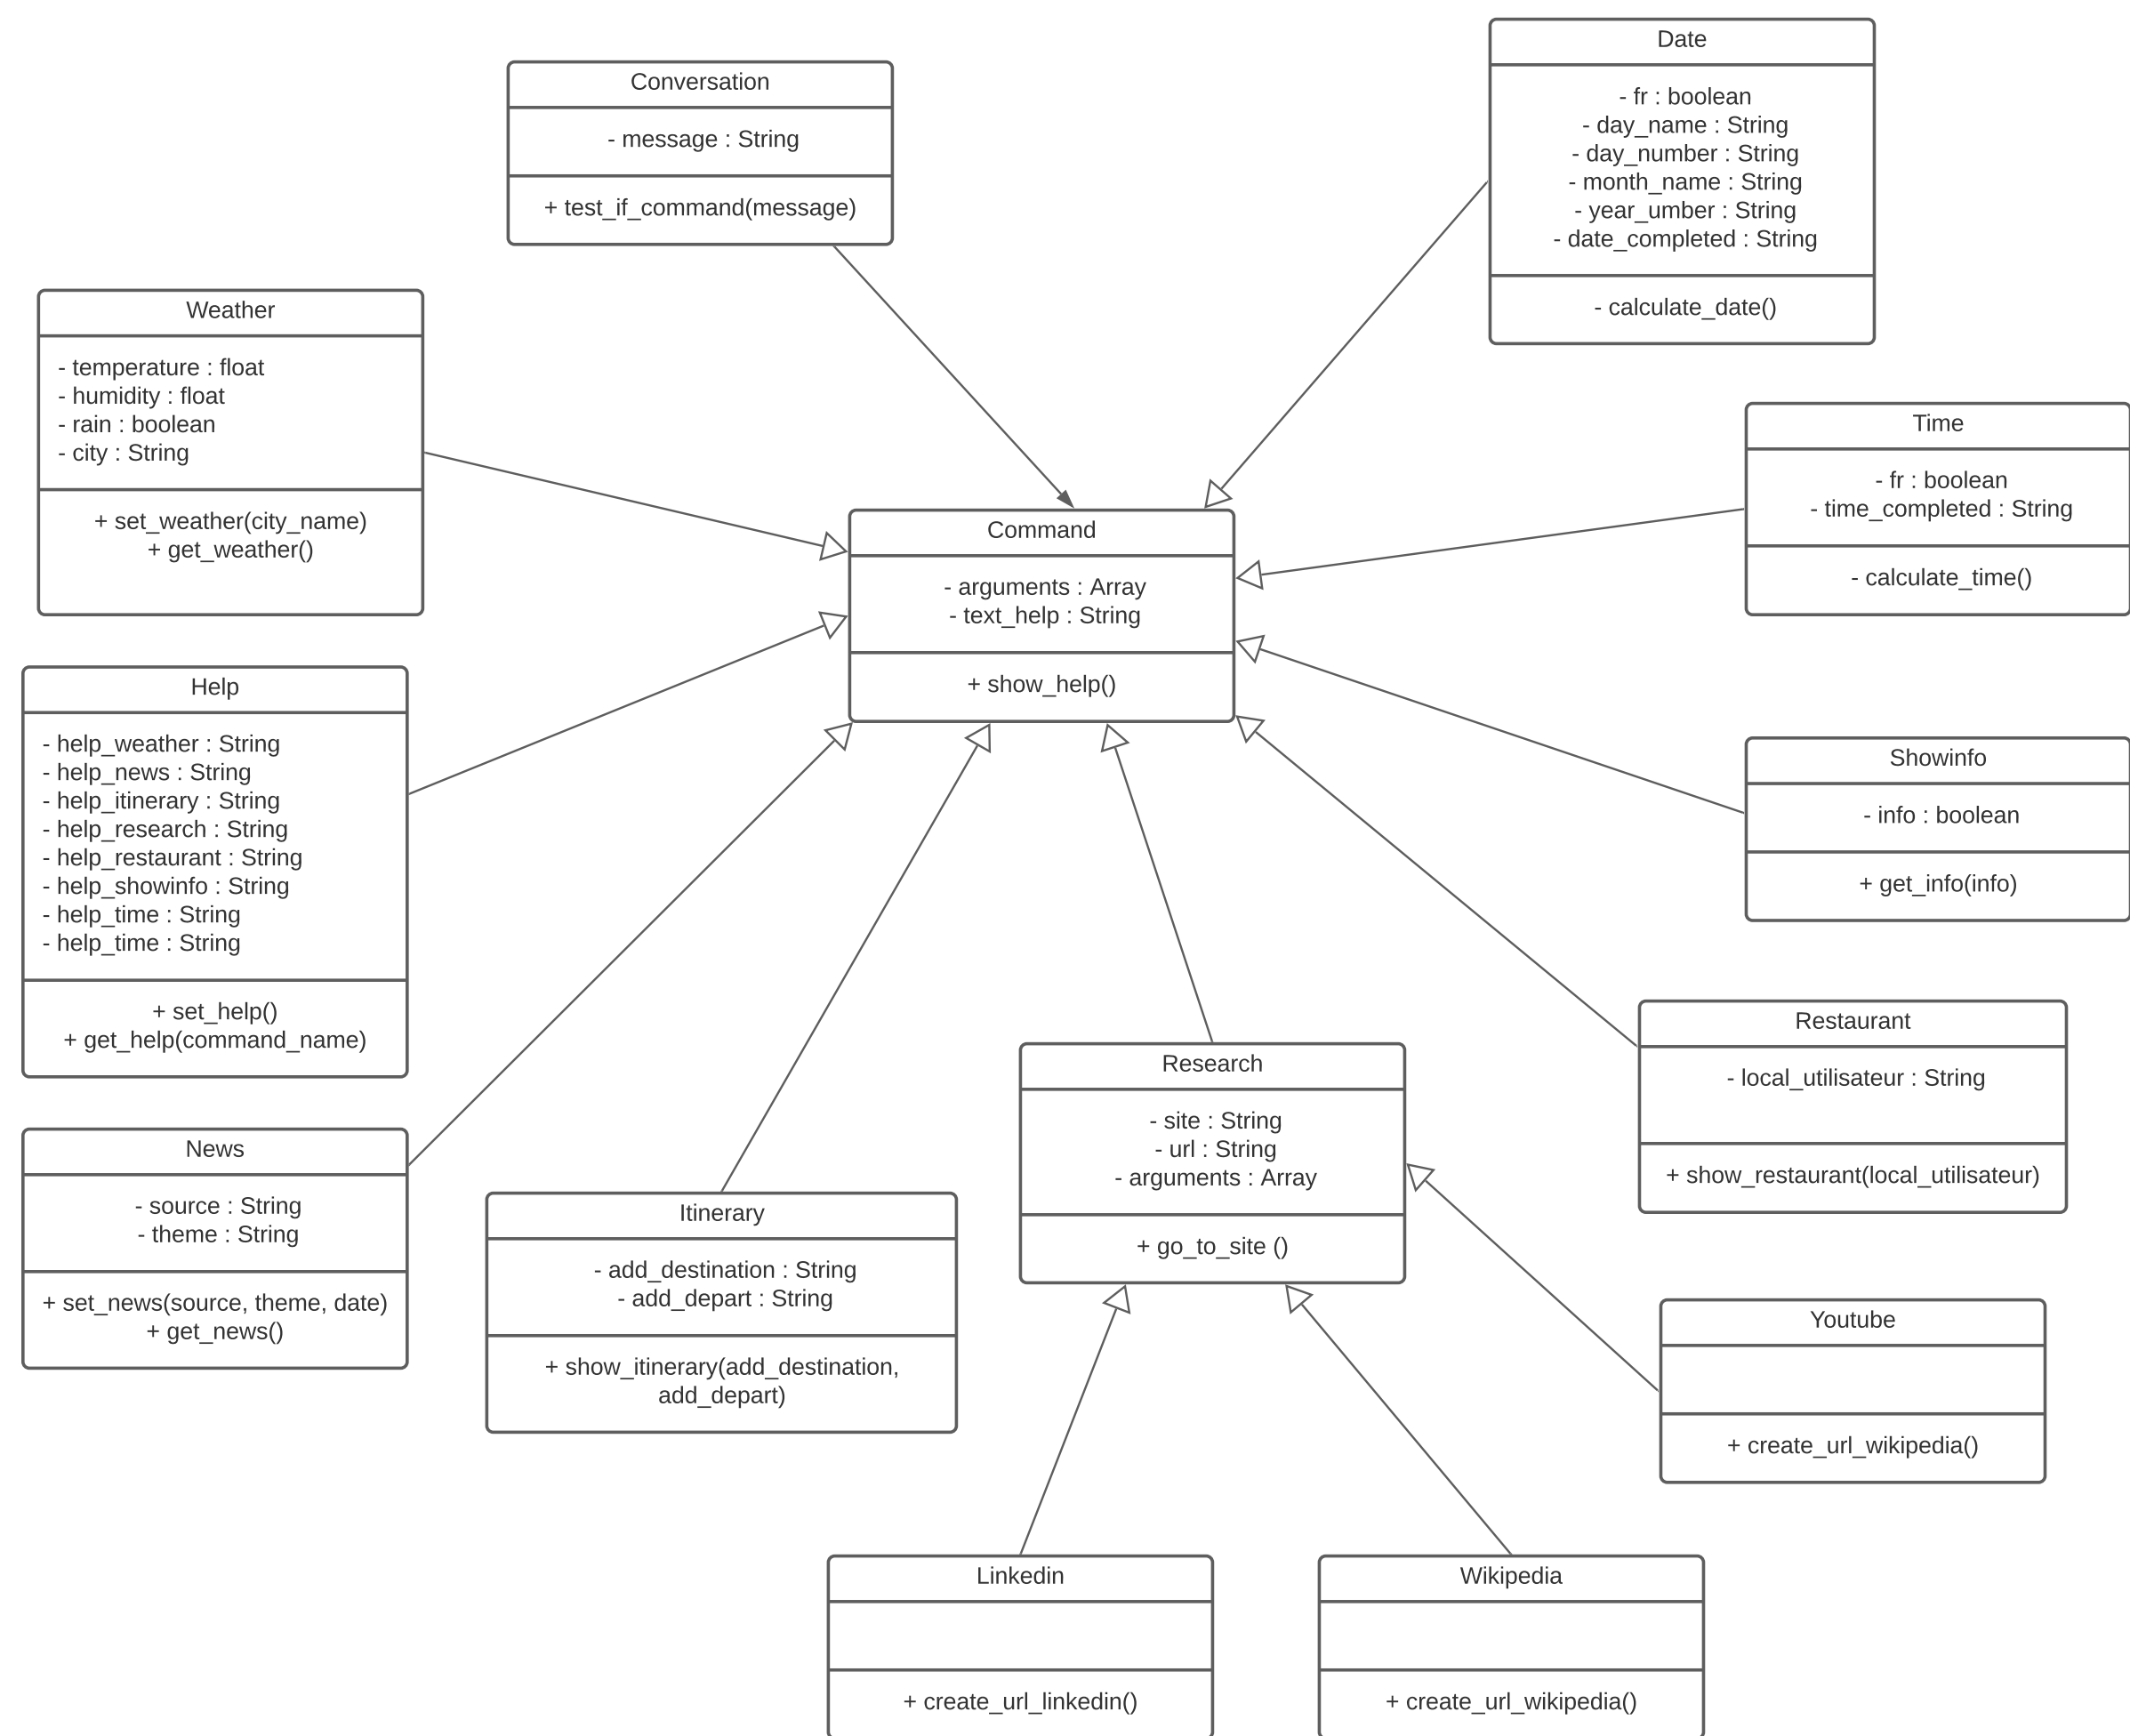 Date
- fr : boolean
- day_name : String
- day_number : String
- month_name : String
- year_umber : String
- date_completed : String
- calculate_date()
Conversation
- message : String
+ test_if_command(message)
Weather
- temperature : float
- humidity : float
- rain : boolean
- city : String
+ set_weather(city_name)
+ get_weather()
Time
- fr : boolean
- time_completed : String
- calculate_time()
Command
- arguments : Array
- text_help : String
+ show_help()
Help
- help_weather : String
- help_news : String
- help_itinerary : String
- help_research : String
- help_restaurant : String
- help_showinfo : String
- help_time : String
- help_time : String
+ set_help()
+ get_help(command_name)
Showinfo
- info : boolean
+ get_info(info)
Restaurant
- local_utilisateur : String
+ show_restaurant(local_utilisateur)
Research
- site : String
- url : String
- arguments : Array
+ go_to_site ()
News
- source : String
- theme : String
+ set_news(source, theme, date)
+ get_news()
Itinerary
- add_destination : String
- add_depart : String
+ show_itinerary(add_destination,
add_depart)
Youtube
+ create_url_wikipedia()
Linkedin
+ create_url_linkedin()
Wikipedia
+ create_url_wikipedia()